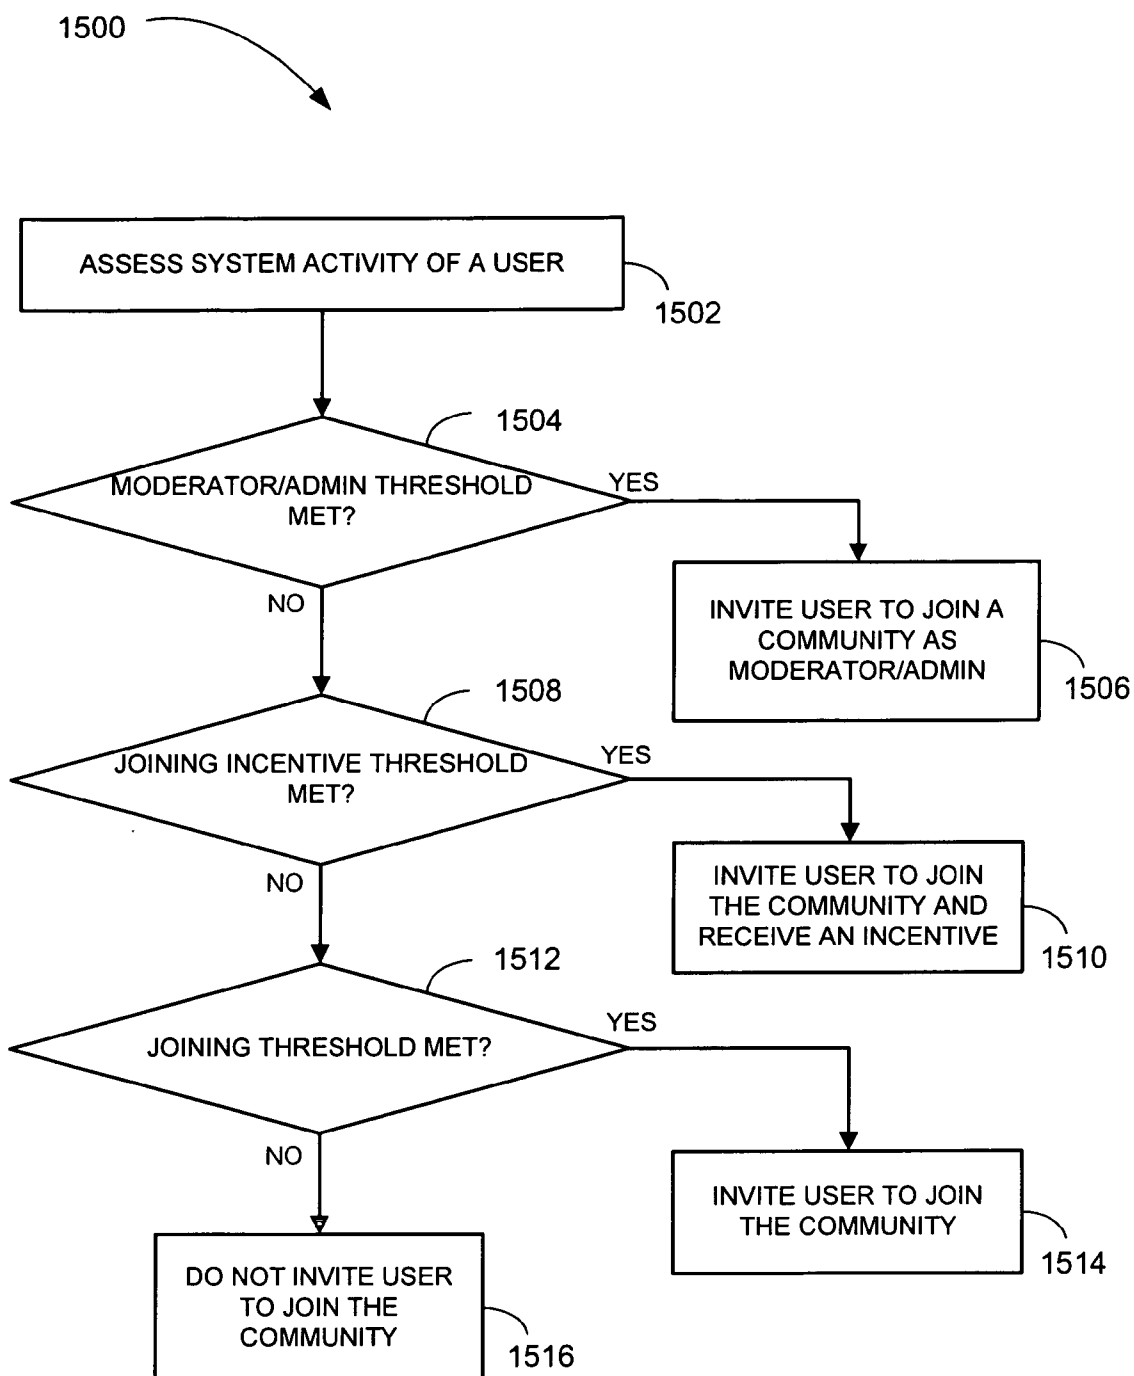 1500
ASSESS SYSTEM ACTIVITY OF A USER
1502
1504
MODERATOR/ADMIN THRESHOLD
MET?
YES
NO
INVITE USER TO JOIN A
COMMUNITY AS
MODERATOR/ADMIN
1506
1508
JOINING INCENTIVE THRESHOLD
MET?
YES
NO
INVITE USER TO JOIN
THE COMMUNITY AND
RECEIVE AN INCENTIVE
1510
1512
JOINING THRESHOLD MET?
YES
NO
INVITE USER TO JOIN
THE COMMUNITY
1514
DO NOT INVITE USER
TO JOIN THE
COMMUNITY
1516